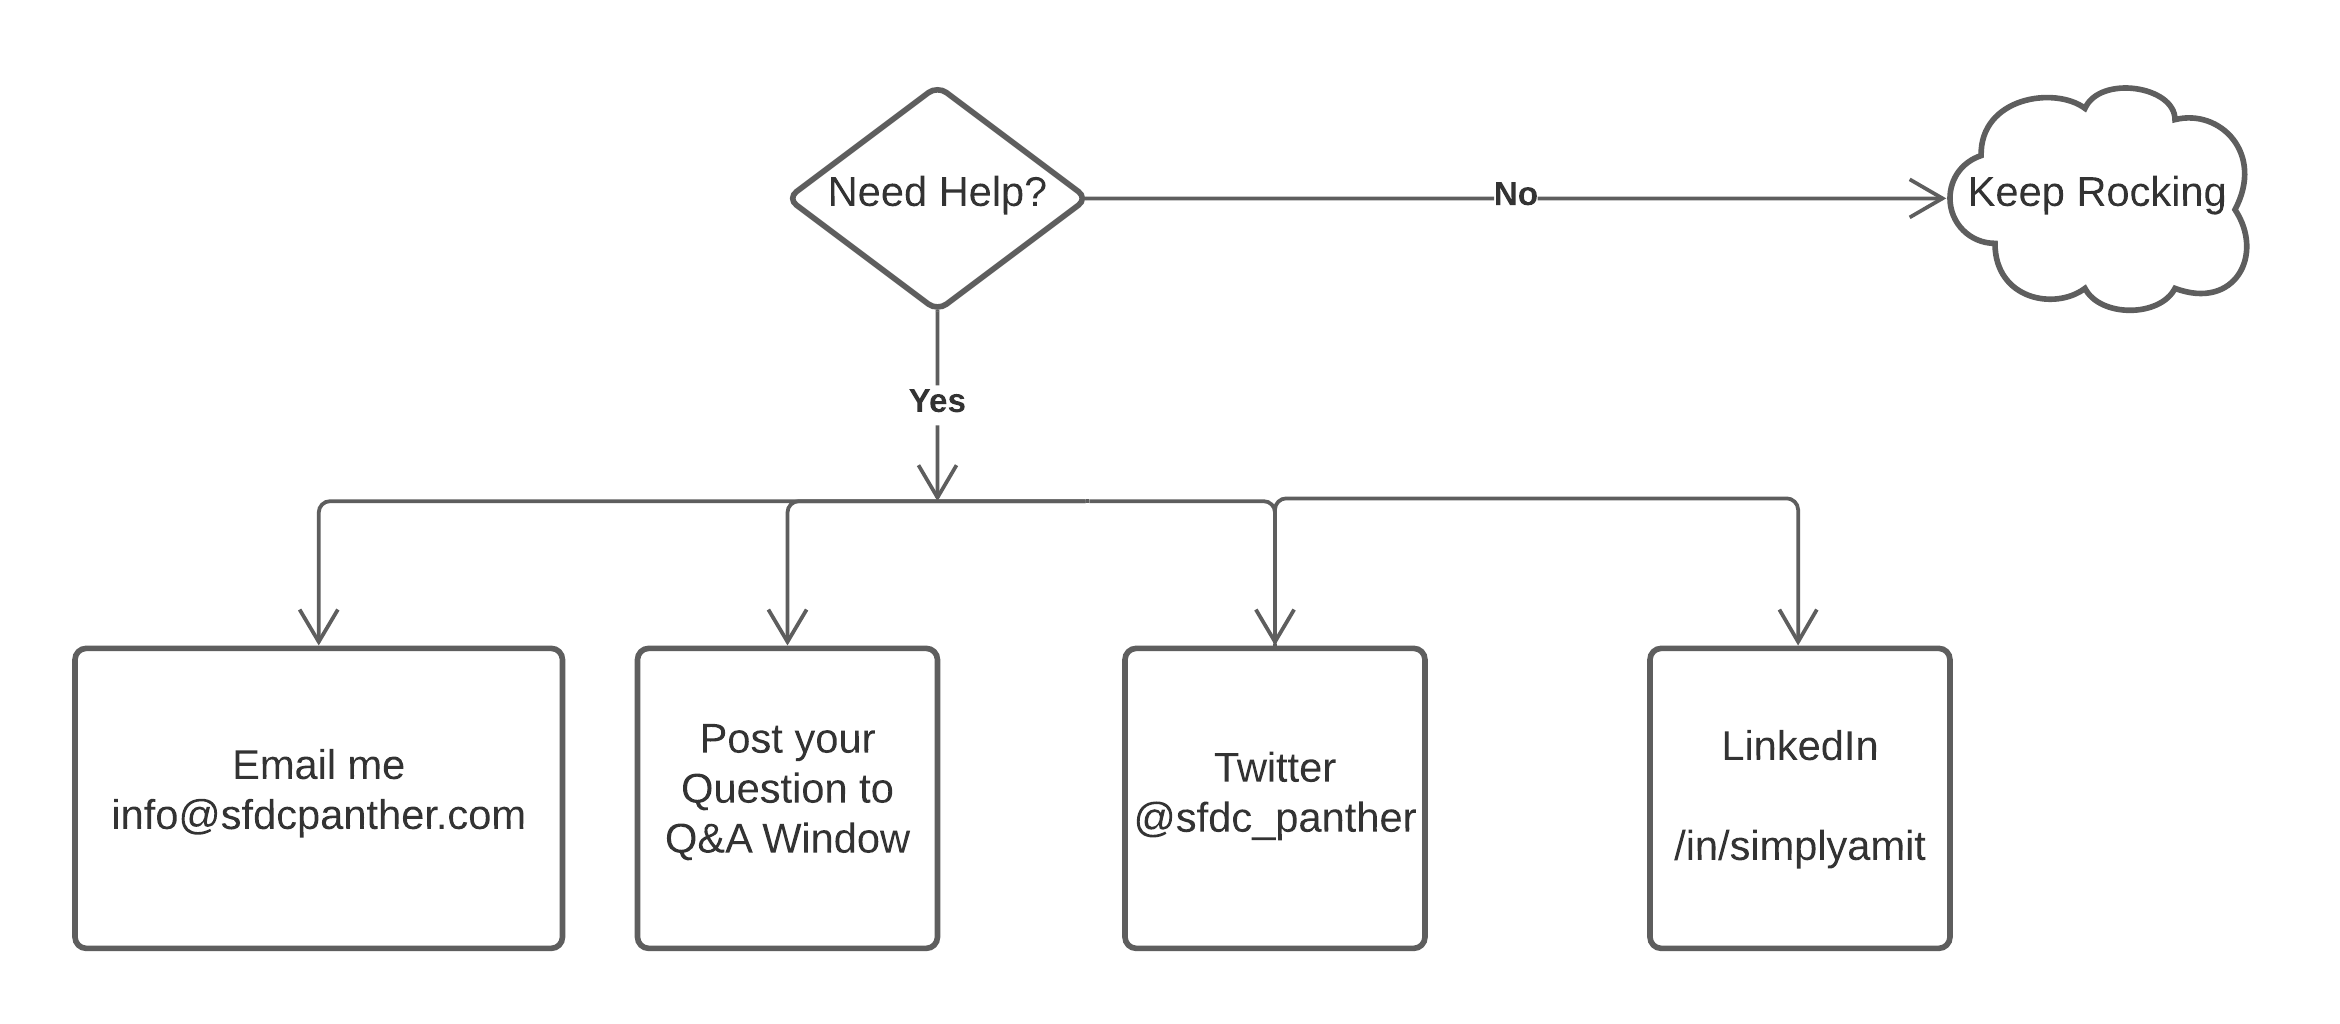 Need Help?
No
Keep Rocking
Yes
Email me
info@sfdcpanther.com
Post your
Question to
Q&A Window
Twitter
@sfdc_panther
LinkedIn
/in/simplyamit